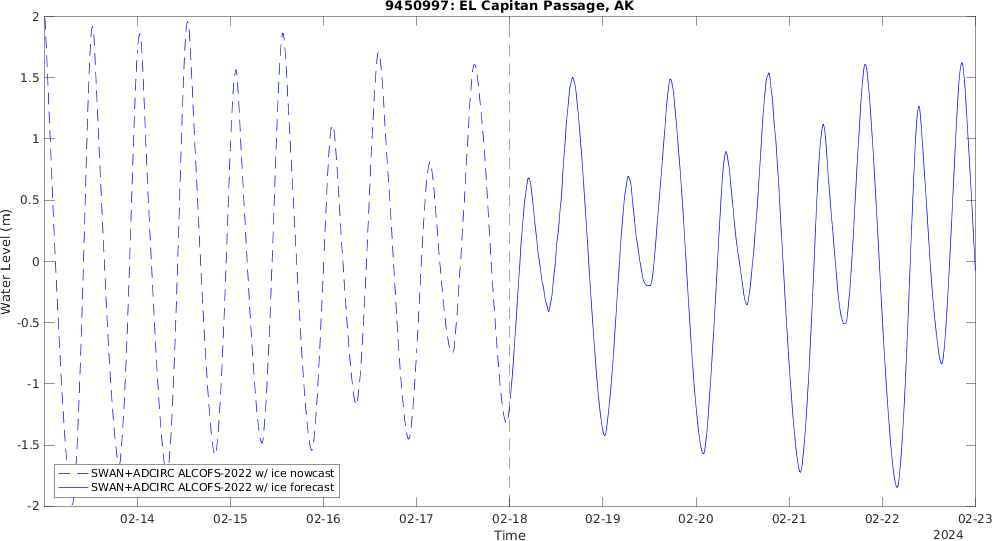 9450997: EL Capitan Passage, AK
Water Level (m)
2
1.5
1
0.5
0
-0.5
-1
-1.5
-2
SWAN+ADCIRC ALCOFS-2022 w/ ice nowcast
SWAN+ADCIRC ALCOFS-2022 w/ ice forecast
02-14 02-15 02-16 02-17 02-18 02-19 02-20 02-21 02-22 02-23
Time
2024